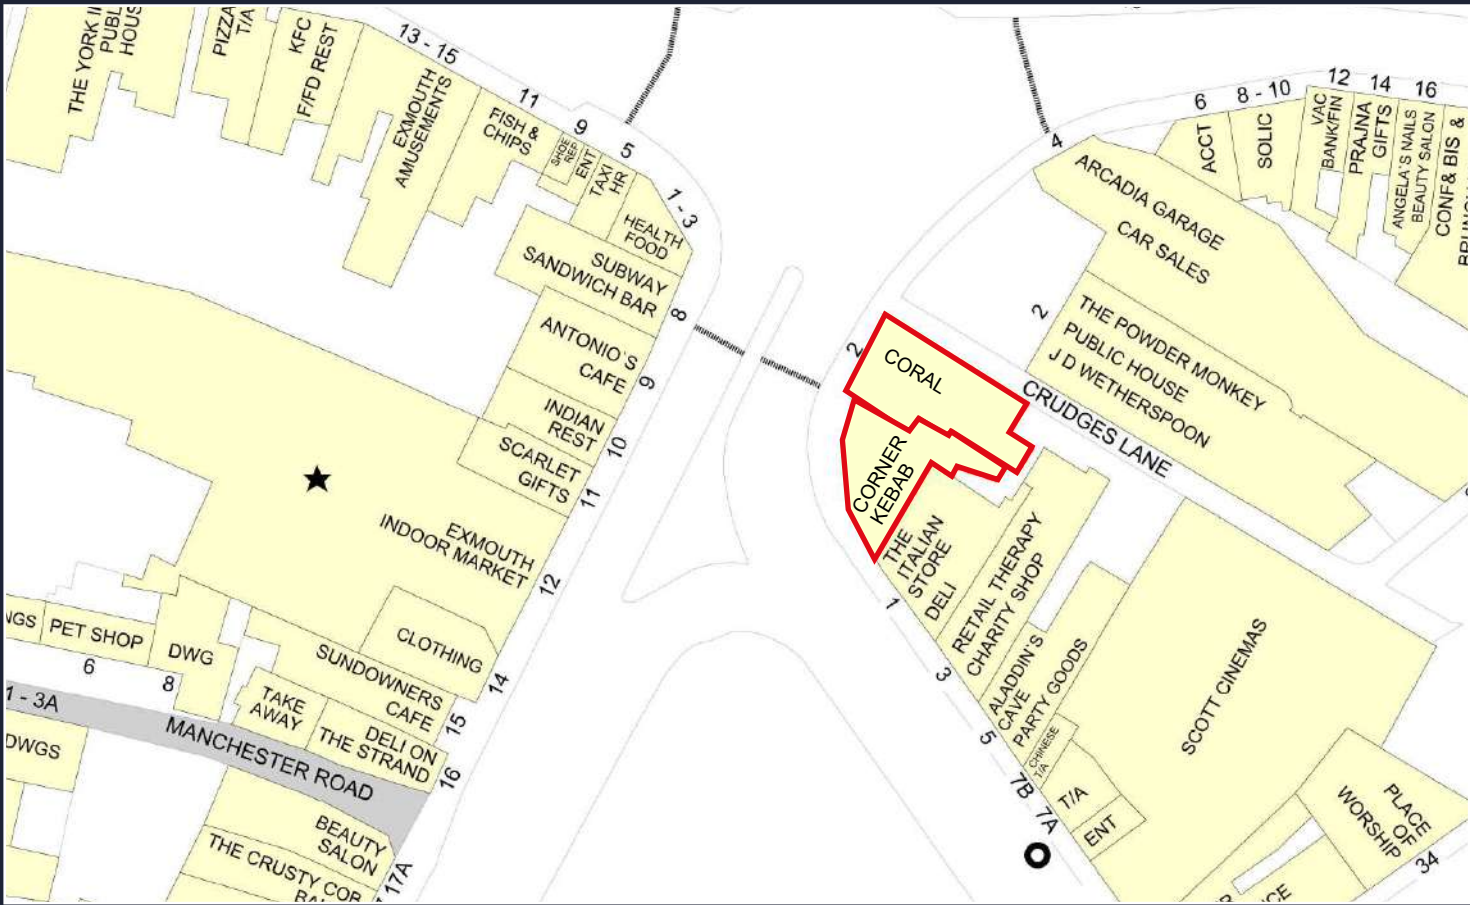 THE YORK IN
PUBL
HOUS
PIZZA
T/A
KFC
F/FD REST
13 - 15
EXMOUTH
AMUSEMENTS
11
FISH &
CHIPS
9
SHOE
REP
ENT
5
TAXI
HR
1 - 3
HEALTH
FOOD
SUBWAY
SANDWICH BAR
8
ANTONIO'S
CAFE
9
INDIAN
REST
10
SCARLET
GIFTS
11
EXMOUTH
INDOOR MARKET
12
CLOTHING
14
SUNDOWNERS
CAFE
15
TAKE
AWAY
DELI ON
THE STRAND
16
NGS
PET SHOP
DWG
6
8
1 - 3A
MANCHESTER ROAD
DWGS
BEAUTY
SALON
17A
THE CRUSTY COB
4
6
8 - 10
12
14
16
ARCADIA GARAGE
CAR SALES
ACCT
SOLIC
VAC
BANK/FIN
PRAJNA
GIFTS
ANGELA'S NAILS
BEAUTY SALON
CONF& BIS &
2
THE POWDER MONKEY
PUBLIC HOUSE
J D WETHERSPOON
CRUDGES LANE
2
CORAL
CORNER
KEBAB
THE
ITALIAN
STORE
DELI
1
RETAIL THERAPY
CHARITY SHOP
3
ALADDIN'S
CAVE
PARTY GOODS
5
CHINESE
T/A
7B
T/A
7A
ENT
SCOTT CINEMAS
PLACE
OF
WORSHIP
34